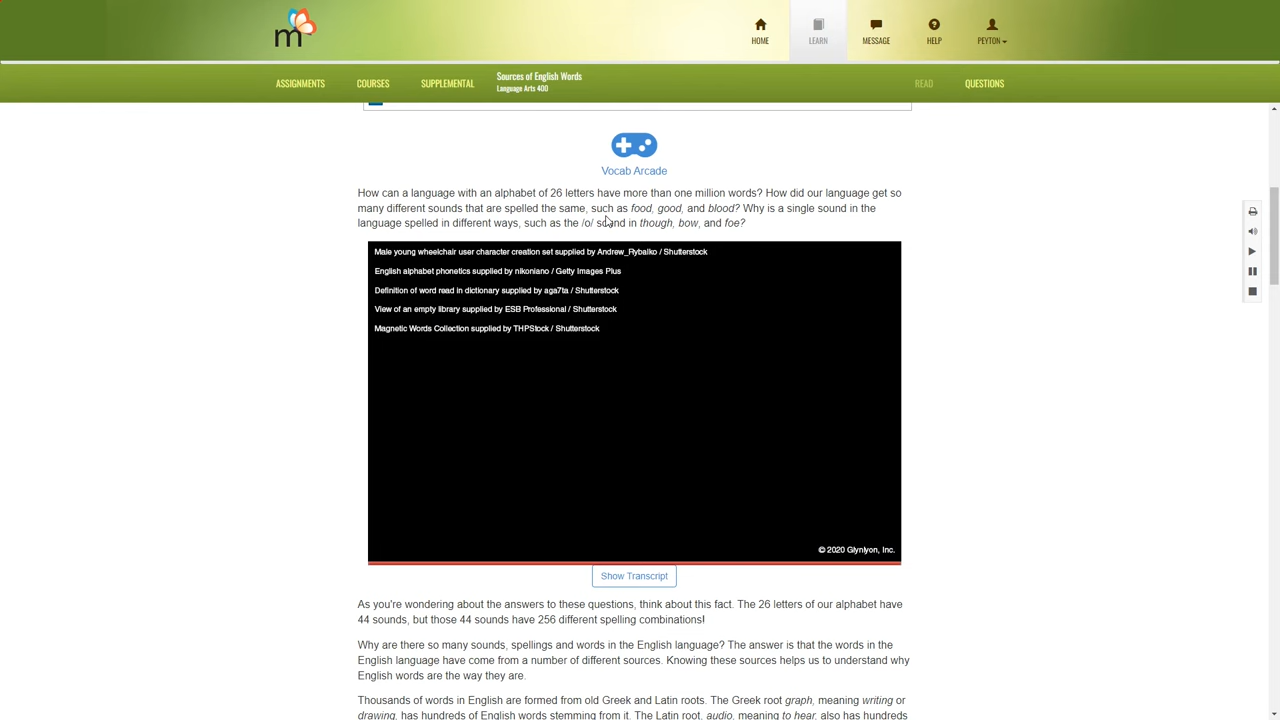 m
HOME
LEARN
MESSAGE
HELP
PEYTON
ASSIGNMENTS
COURSES
SUPPLEMENTAL
Sources of English Words
Language Arts 400
READ
QUESTIONS
Vocab Arcade
How can a language with an alphabet of 26 letters have more than one million words? How did our language get so
many different sounds that are spelled the same, such as food, good, and blood? Why is a single sound in the
language spelled in different ways, such as the /o/ sound in though, bow, and foe?
Male young wheelchair user character creation set supplied by Andrew_Rybalko / Shutterstock
English alphabet phonetics supplied by nikoniano / Getty Images Plus
Definition of word read in dictionary supplied by aga7ta / Shutterstock
View of an empty library supplied by ESB Professional / Shutterstock
Magnetic Words Collection supplied by THPStock / Shutterstock
© 2020 Glynlyon, Inc.
Show Transcript
As you're wondering about the answers to these questions, think about this fact. The 26 letters of our alphabet have
44 sounds, but those 44 sounds have 256 different spelling combinations!
Why are there so many sounds, spellings and words in the English language? The answer is that the words in the
English language have come from a number of different sources. Knowing these sources helps us to understand why
English words are the way they are.
Thousands of words in English are formed from old Greek and Latin roots. The Greek root graph, meaning writing or
drawing, has hundreds of English words stemming from it. The Latin root, audio, meaning to hear, also has hundreds